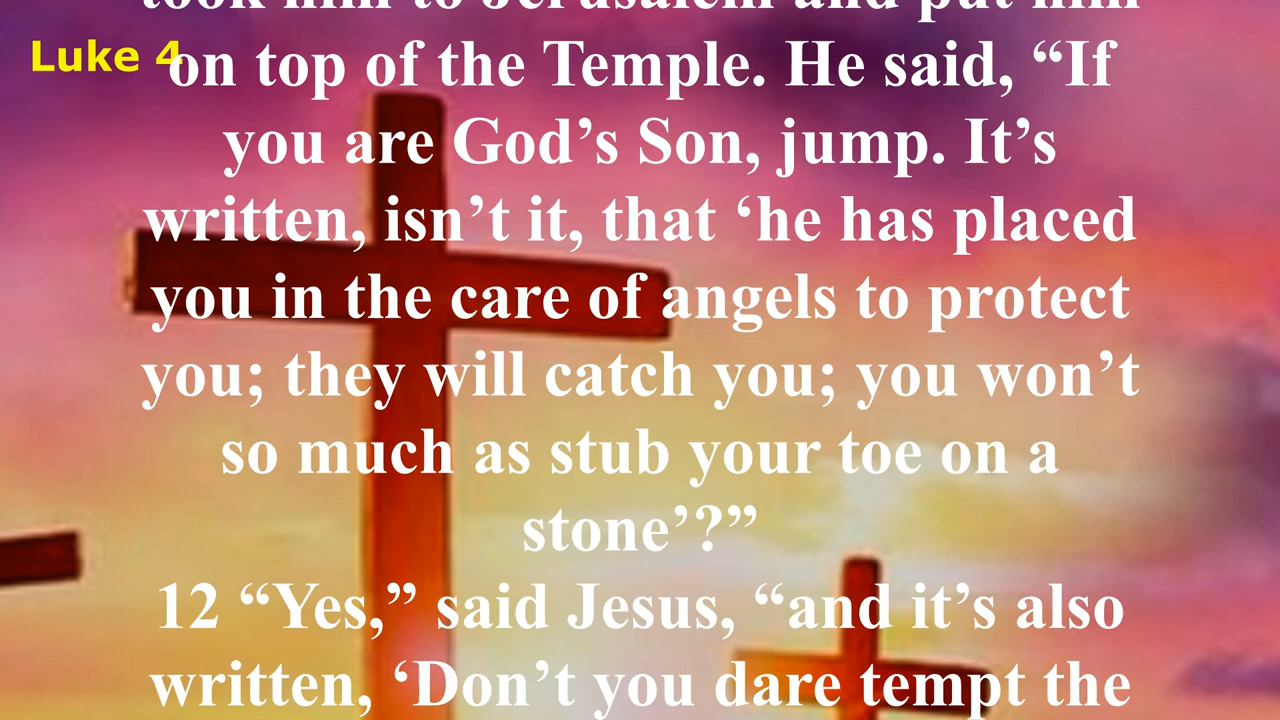 took him to Jerusalem and put him
Luke 4
on top of the Temple. He said, “If
you are God’s Son, jump. It’s
written, isn’t it, that ‘he has placed
you in the care of angels to protect
you; they will catch you; you won’t
so much as stub your toe on a
stone’?”
12 “Yes,” said Jesus, “and it’s also
written, ‘Don’t you dare tempt the